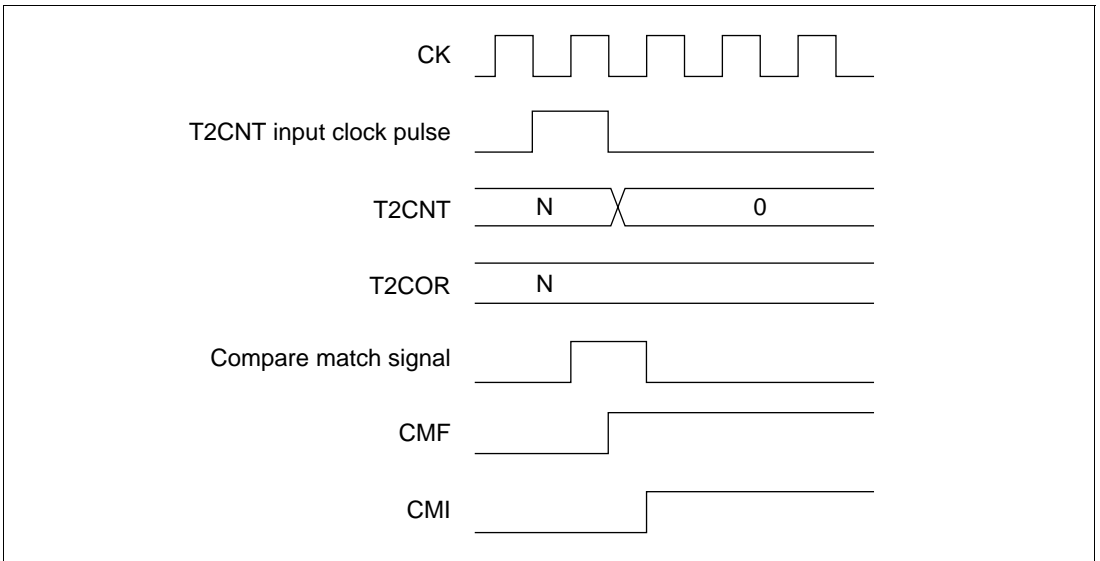 CK
T2CNT input clock pulse
T2CNT N 0
T2COR N
Compare match signal
CMF
CMI